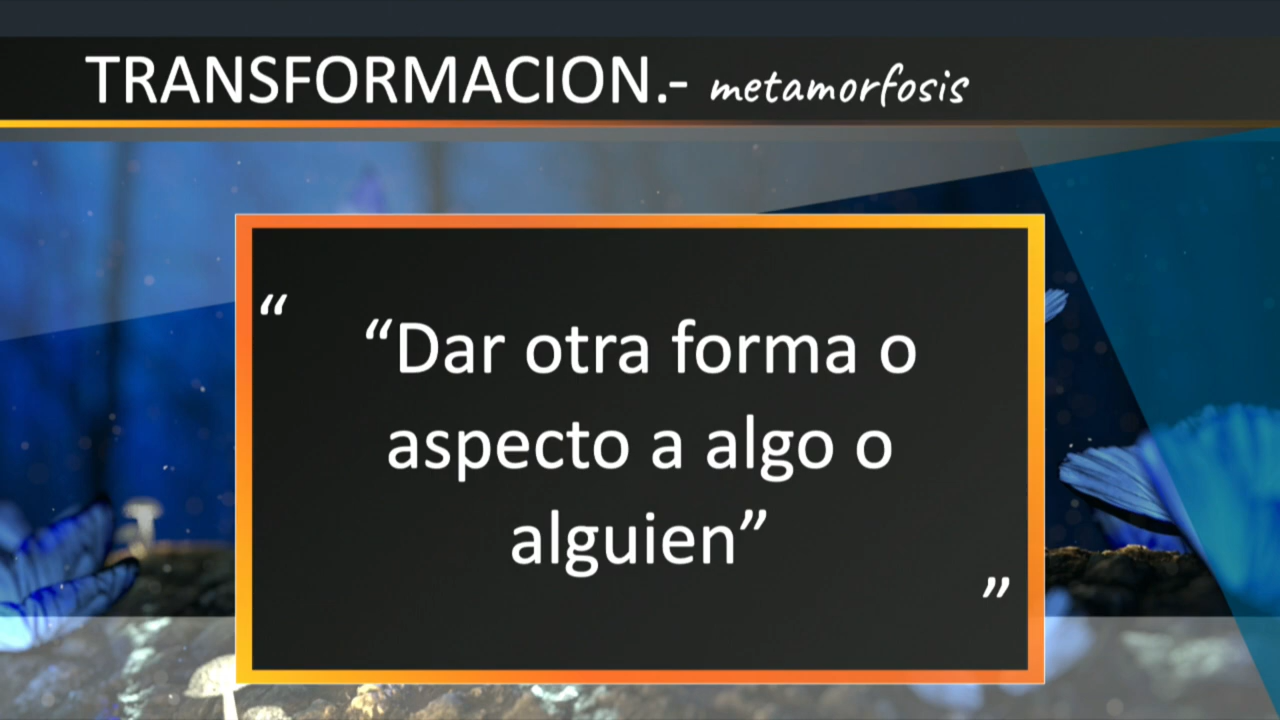 TRANSFORMACION.- metamorfosis
“
“Dar otra forma o
aspecto a algo o
alguien”
”